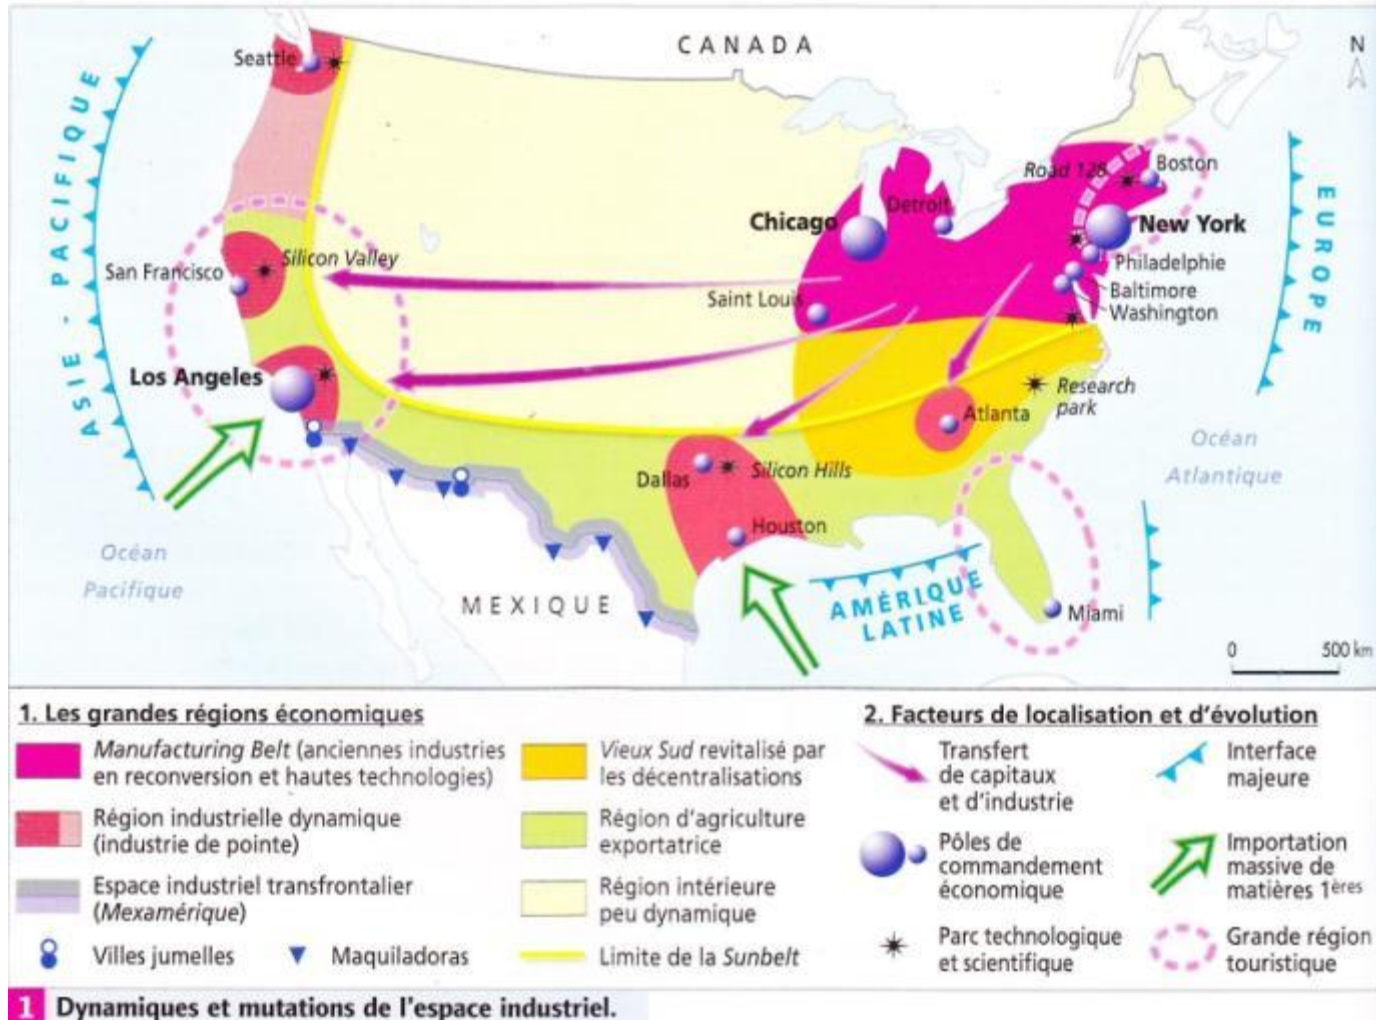 CANADA
N
Seattle
ASIE - PACIFIQUE
Road 128
Boston
Detroit
Chicago
New York
EUROPE
Silicon Valley
San Francisco
Philadelphie
Saint Louis
Baltimore
Washington
Los Angeles
Research
park
Atlanta
Océan
Atlantique
Dallas
Silicon Hills
Houston
Océan
Pacifique
MEXIQUE
AMÉRIQUE
LATINE
Miami
0 500 km
1. Les grandes régions économiques
Manufacturing Belt (anciennes industries
en reconversion et hautes technologies)
Région industrielle dynamique
(industrie de pointe)
Espace industriel transfrontalier
(Mexamérique)
Villes jumelles
Maquiladoras
Vieux Sud revitalisé par
les décentralisations
Région d'agriculture
exportatrice
Région intérieure
peu dynamique
Limite de la Sunbelt
2. Facteurs de localisation et d'évolution
Transfert
de capitaux
et d'industrie
Pôles de
commandement
économique
Parc technologique
et scientifique
Interface
majeure
Importation
massive de
matières 1ères
Grande région
touristique
1 Dynamiques et mutations de l'espace industriel.